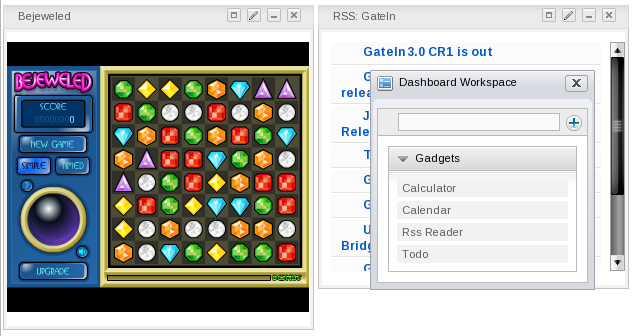 Bejeweled
BEJEWELED
SCORE
00000000
NEW GAME
SIMPLE
TIMED
?
UPGRADE
RSS: GateIn
GateIn 3.0 CR1 is out
G
relea
J
Rele
T
G
G
U
Bridg
G
Dashboard Workspace
Gadgets
Calculator
Calendar
Rss Reader
Todo